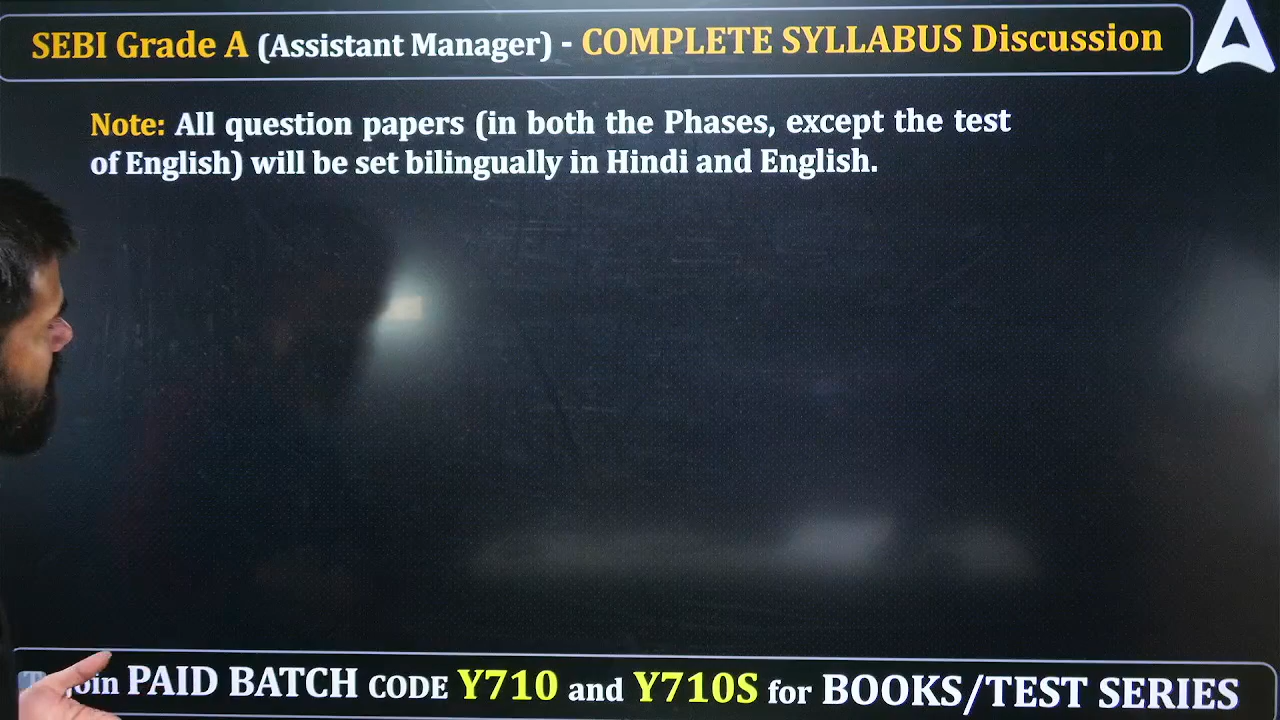 SEBI Grade A (Assistant Manager) - COMPLETE SYLLABUS Discussion
Note: All question papers (in both the Phases, except the test
of English) will be set bilingually in Hindi and English.
Join PAID BATCH CODE Y710 and Y710S for BOOKS/TEST SERIES